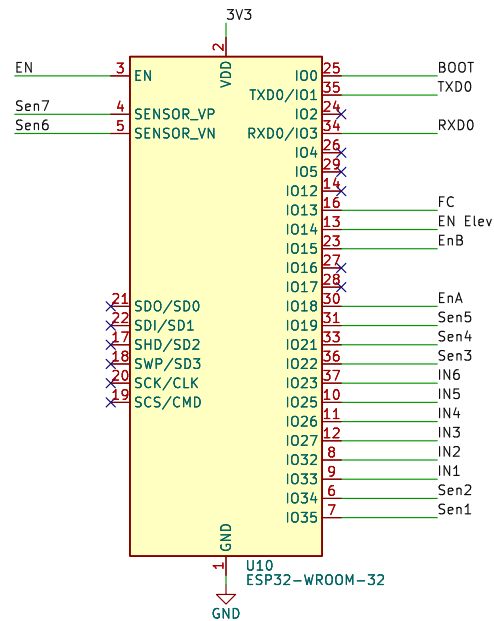 3V3
2
VDD
EN 3 EN IO0 25 BOOT
TXD0/IO1 35 TXD0
Sen7 4 SENSOR_VP IO2 24
Sen6 5 SENSOR_VN RXD0/IO3 34 RXD0
IO4 26
IO5 29
IO12 14
IO13 16 FC
IO14 13 EN Elev
IO15 23 EnB
IO16 27
IO17 28
21 SDO/SD0 IO18 30 EnA
22 SDI/SD1 IO19 31 Sen5
17 SHD/SD2 IO21 33 Sen4
18 SWP/SD3 IO22 36 Sen3
20 SCK/CLK IO23 37 IN6
19 SCS/CMD IO25 10 IN5
IO26 11 IN4
IO27 12 IN3
IO32 8 IN2
IO33 9 IN1
IO34 6 Sen2
IO35 7 Sen1
GND
1
U10
ESP32-WROOM-32
GND